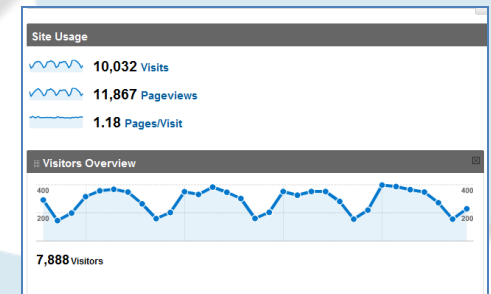 Site Usage
10,032 Visits
11,867 Pageviews
1.18 Pages/Visit
Visitors Overview
400 400
200 200
7,888 Visitors